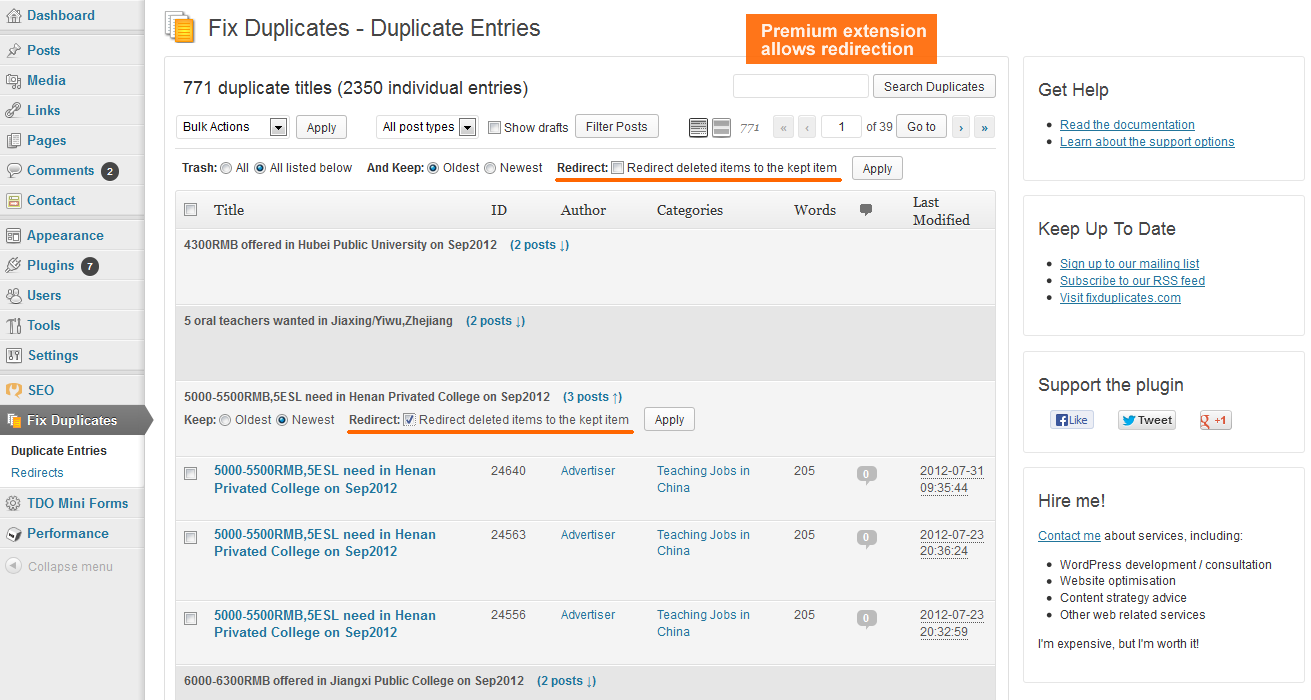 Dashboard
Posts
Media
Links
Pages
Comments 2
Contact
Appearance
Plugins 7
Users
Tools
Settings
SEO
Fix Duplicates
Duplicate Entries
Redirects
TDO Mini Forms
Performance
Collapse menu
Fix Duplicates - Duplicate Entries
Premium extension
allows redirection
771 duplicate titles (2350 individual entries)
Search Duplicates
Bulk Actions Apply All post types Show drafts Filter Posts 771 « ‹ 1 of 39 Go to › »
Trash: All All listed below And Keep: Oldest Newest Redirect: Redirect deleted items to the kept item Apply
Title ID Author Categories Words Last
Modified
4300RMB offered in Hubei Public University on Sep2012 (2 posts ↓)
5 oral teachers wanted in Jiaxing/Yiwu,Zhejiang (2 posts ↓)
5000-5500RMB,5ESL need in Henan Privated College on Sep2012 (3 posts ↑)
Keep: Oldest Newest Redirect: Redirect deleted items to the kept item Apply
5000-5500RMB,5ESL need in Henan 24640 Advertiser Teaching Jobs in 205 0 2012-07-31
Privated College on Sep2012 China 09:35:44
5000-5500RMB,5ESL need in Henan 24563 Advertiser Teaching Jobs in 205 0 2012-07-23
Privated College on Sep2012 China 20:36:24
5000-5500RMB,5ESL need in Henan 24556 Advertiser Teaching Jobs in 205 0 2012-07-23
Privated College on Sep2012 China 20:32:59
6000-6300RMB offered in Jiangxi Public College on Sep2012 (2 posts ↓)
Get Help
Read the documentation
Learn about the support options
Keep Up To Date
Sign up to our mailing list
Subscribe to our RSS feed
Visit fixduplicates.com
Support the plugin
Like Tweet g +1
Hire me!
Contact me about services, including:
WordPress development / consultation
Website optimisation
Content strategy advice
Other web related services
I'm expensive, but I'm worth it!